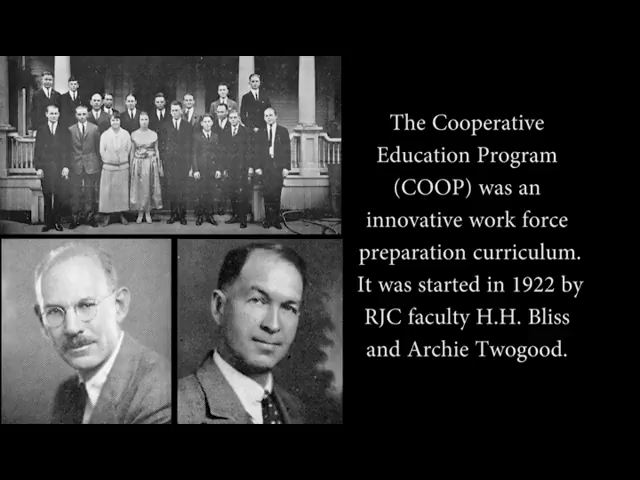 The Cooperative
Education Program
(COOP) was an
innovative work force
preparation curriculum.
It was started in 1922 by
RJC faculty H.H. Bliss
and Archie Twogood.